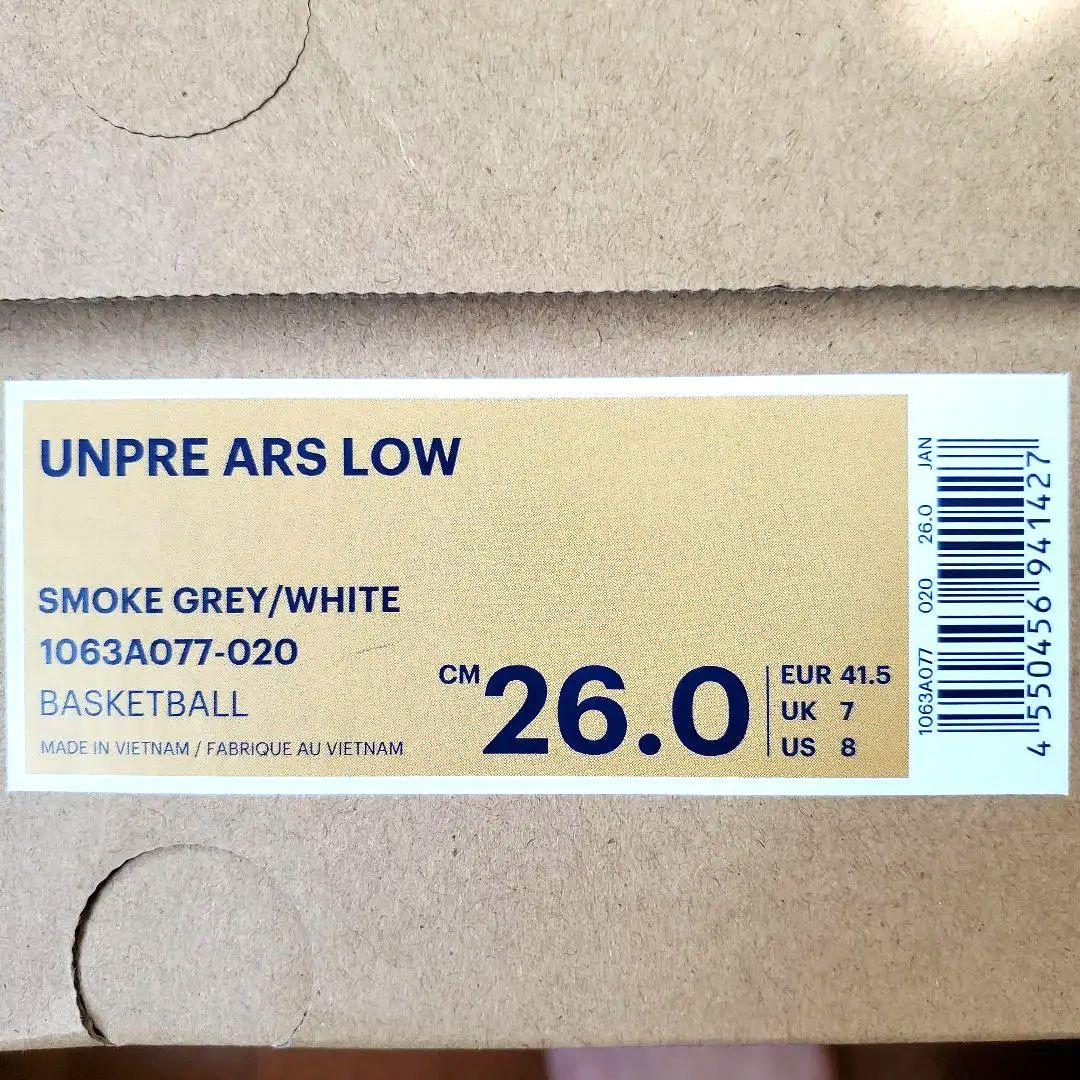 UNPRE ARS LOW
SMOKE GREY/WHITE
1063A077-020
BASKETBALL
MADE IN VIETNAM / FABRIQUE AU VIETNAM
CM 26.0
EUR 41.5
UK 7
US 8
1063A077 020 26.0 JAN
4 550456 941427